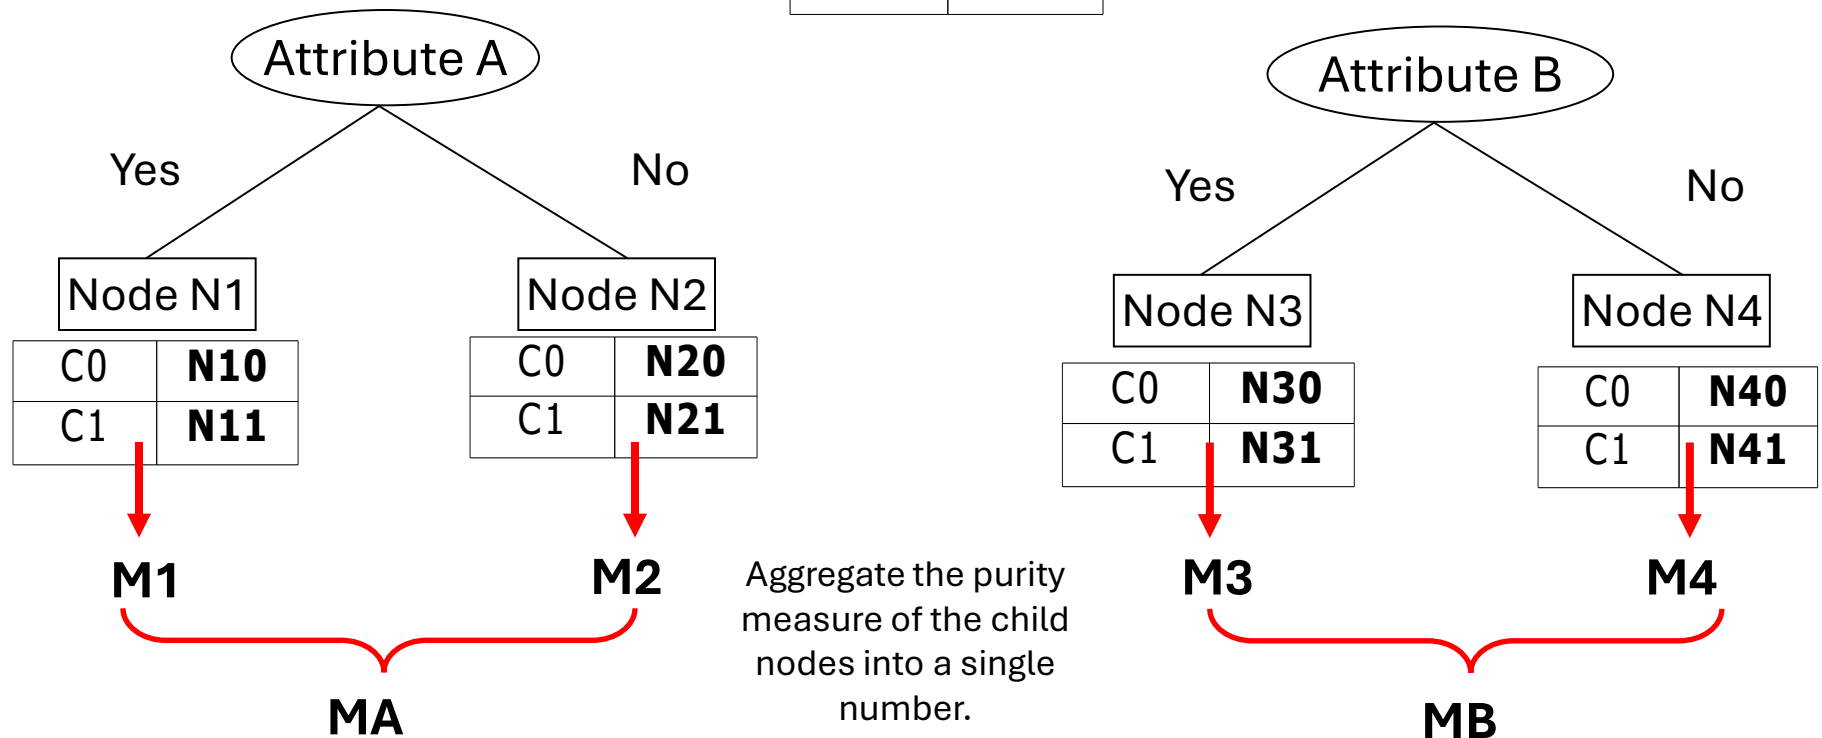 Attribute A
Attribute B
Yes
No
Yes
No
Node N1
Node N2
Node N3
Node N4
C0 N10
C1 N11
C0 N20
C1 N21
C0 N30
C1 N31
C0 N40
C1 N41
M1
M2
M3
M4
Aggregate the purity
measure of the child
nodes into a single
number.
MA
MB